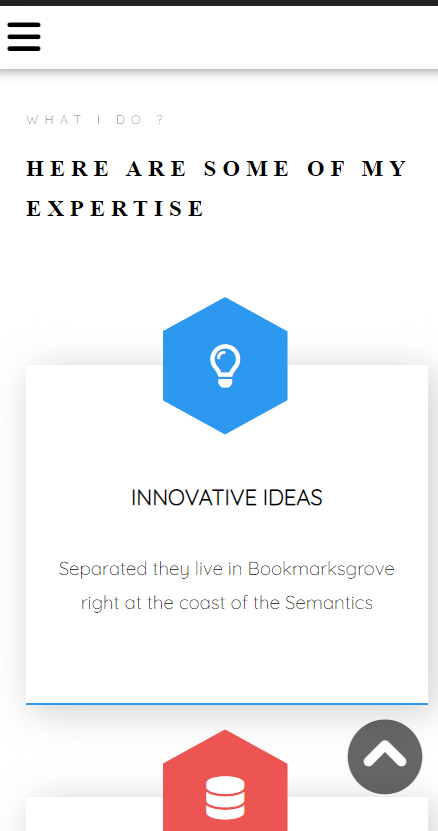 WHAT I DO ?
HERE ARE SOME OF MY
EXPERTISE
INNOVATIVE IDEAS
Separated they live in Bookmarksgrove
right at the coast of the Semantics